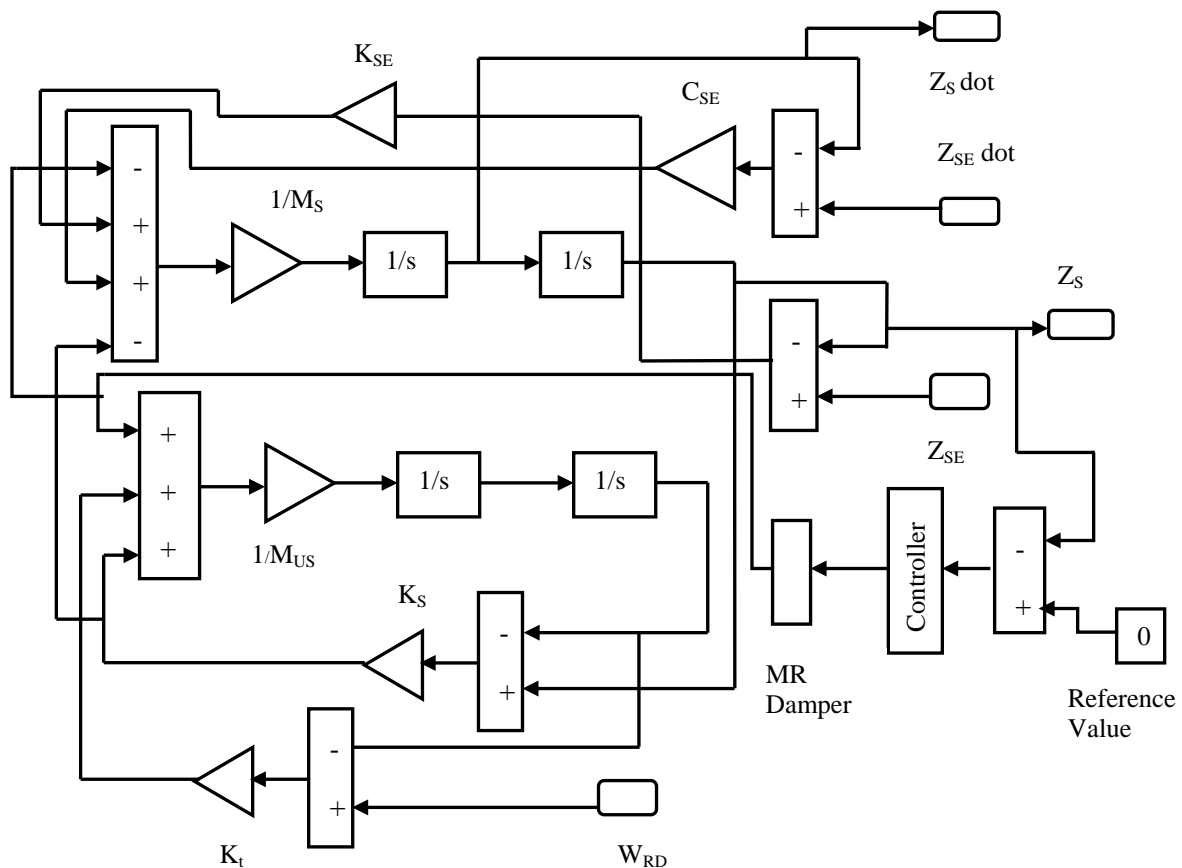 K_SE
Z_S dot
C_SE
-
+
Z_SE dot
-
+
+
-
1/M_S
1/s
1/s
Z_S
-
+
Z_SE
+
+
+
1/M_US
1/s
1/s
K_S
-
+
MR
Damper
Controller
-
+
0
Reference
Value
-
+
K_t
W_RD